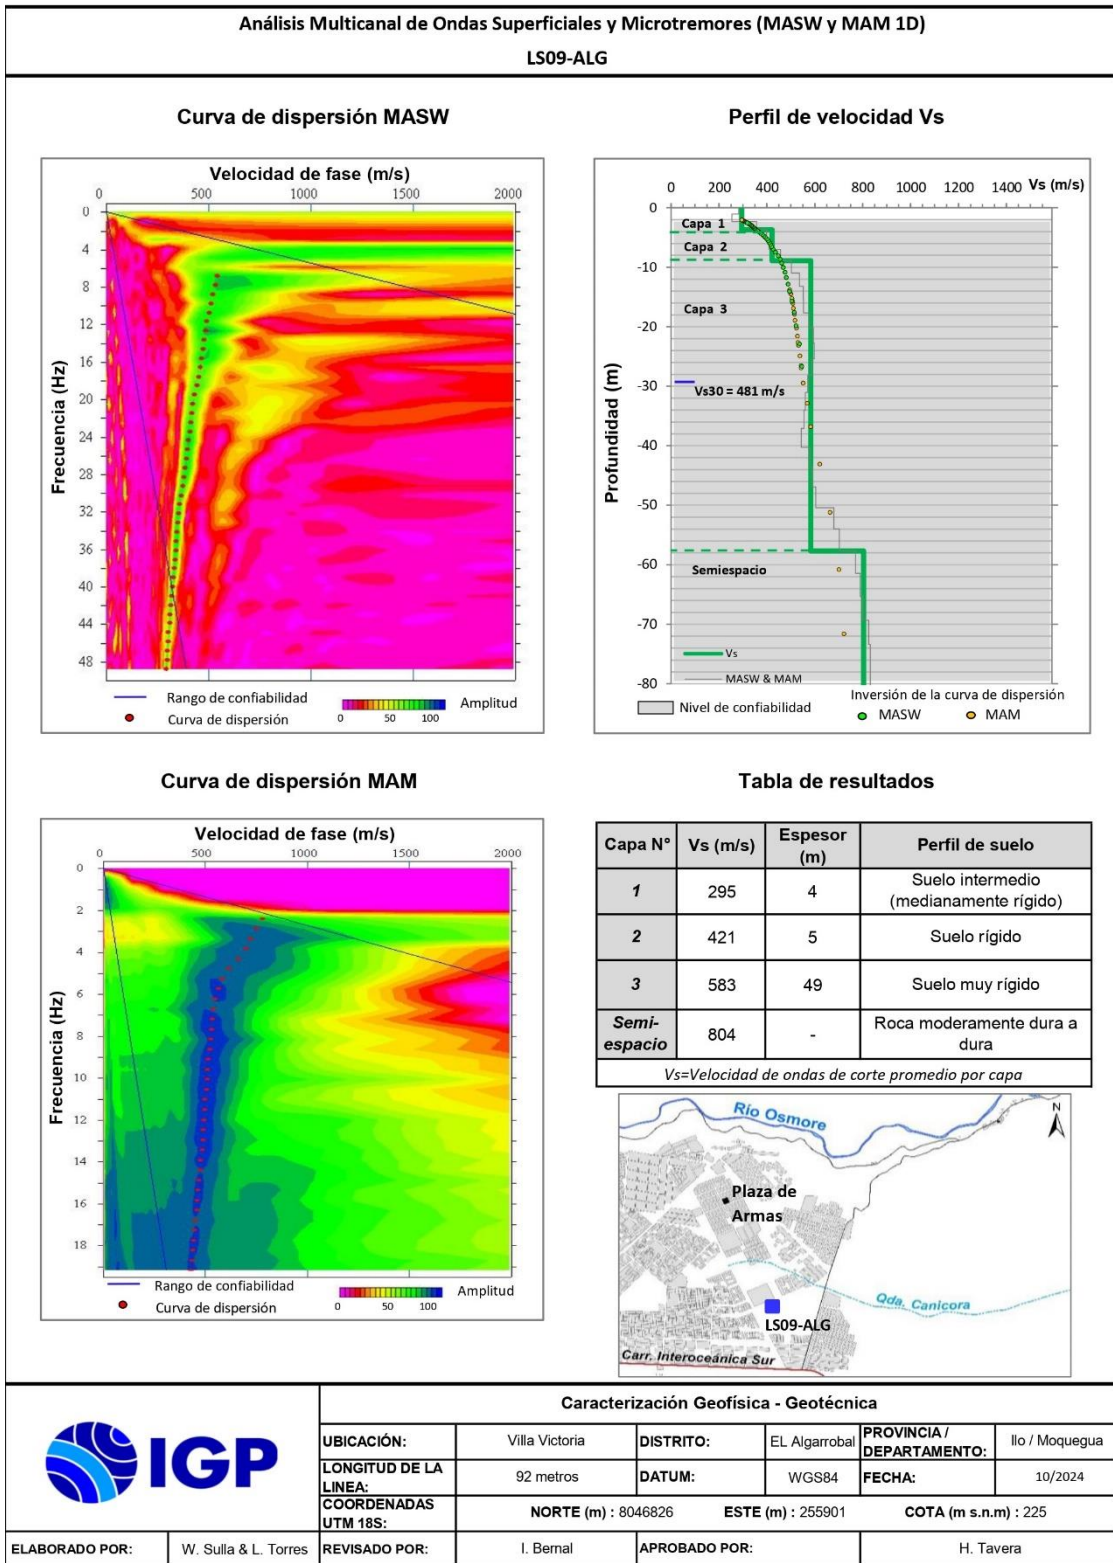 Análisis Multicanal de Ondas Superficiales y Microtremores (MASW y MAM 1D)
LS09-ALG
Curva de dispersión MASW
Velocidad de fase (m/s)
0 500 1000 1500 2000
Frecuencia (Hz)
0
4
8
12
16
20
24
28
32
36
40
44
48
Rango de confiabilidad
Curva de dispersión
0 50 100
Amplitud
Perfil de velocidad Vs
0 200 400 600 800 1000 1200 1400 Vs (m/s)
Profundidad (m)
0
-10
-20
-30
-40
-50
-60
-70
-80
Capa 1
Capa 2
Capa 3
Vs30 = 481 m/s
Semiespacio
Vs
MASW & MAM
Nivel de confiabilidad
Inversión de la curva de dispersión
MASW MAM
Curva de dispersión MAM
Velocidad de fase (m/s)
0 500 1000 1500 2000
Frecuencia (Hz)
0
2
4
6
8
10
12
14
16
18
Rango de confiabilidad
Curva de dispersión
0 50 100
Amplitud
Tabla de resultados
Capa N° Vs (m/s) Espesor (m) Perfil de suelo
1 295 4 Suelo intermedio (medianamente rígido)
2 421 5 Suelo rígido
3 583 49 Suelo muy rígido
Semi-espacio 804 - Roca moderamente dura a dura
Vs=Velocidad de ondas de corte promedio por capa
Río Osmore
N
Plaza de
Armas
Qda. Canicora
LS09-ALG
Carr. Interoceánica Sur
IGP
Caracterización Geofísica - Geotécnica
UBICACIÓN: Villa Victoria DISTRITO: EL Algarrobal PROVINCIA / DEPARTAMENTO: Ilo / Moquegua
LONGITUD DE LA LINEA: 92 metros DATUM: WGS84 FECHA: 10/2024
COORDENADAS UTM 18S: NORTE (m) : 8046826 ESTE (m) : 255901 COTA (m s.n.m) : 225
ELABORADO POR: W. Sulla & L. Torres REVISADO POR: I. Bernal APROBADO POR: H. Tavera